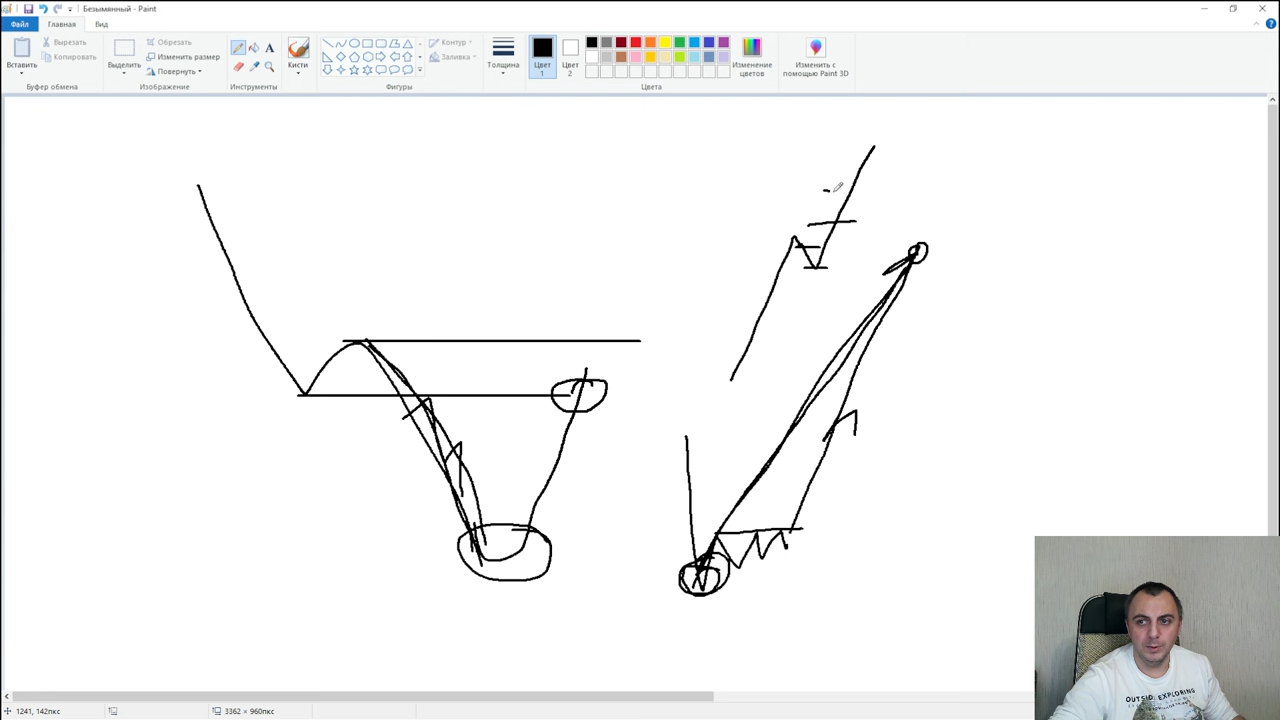 Безымянный - Paint
Файл
Главная
Вид
Вставить
Вырезать
Копировать
Буфер обмена
Выделить
Обрезать
Изменить размер
Повернуть
Изображение
A
Инструменты
Кисти
Контур
Заливка
Фигуры
Толщина
Цвет 1
Цвет 2
Изменение цветов
Изменить с помощью Paint 3D
Цвета
OUTSIDE EXPLORING
1241, 142пкс
3362 × 960пкс